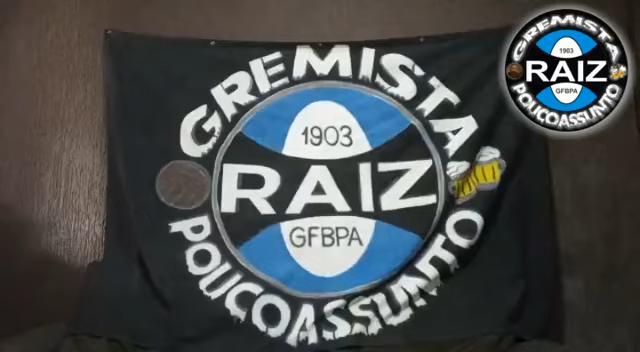 GREMISTA
1903
RAIZ
GFBPA
POUCOASSUNTO
GREMISTA
1903
RAIZ
GFBPA
POUCOASSUNTO